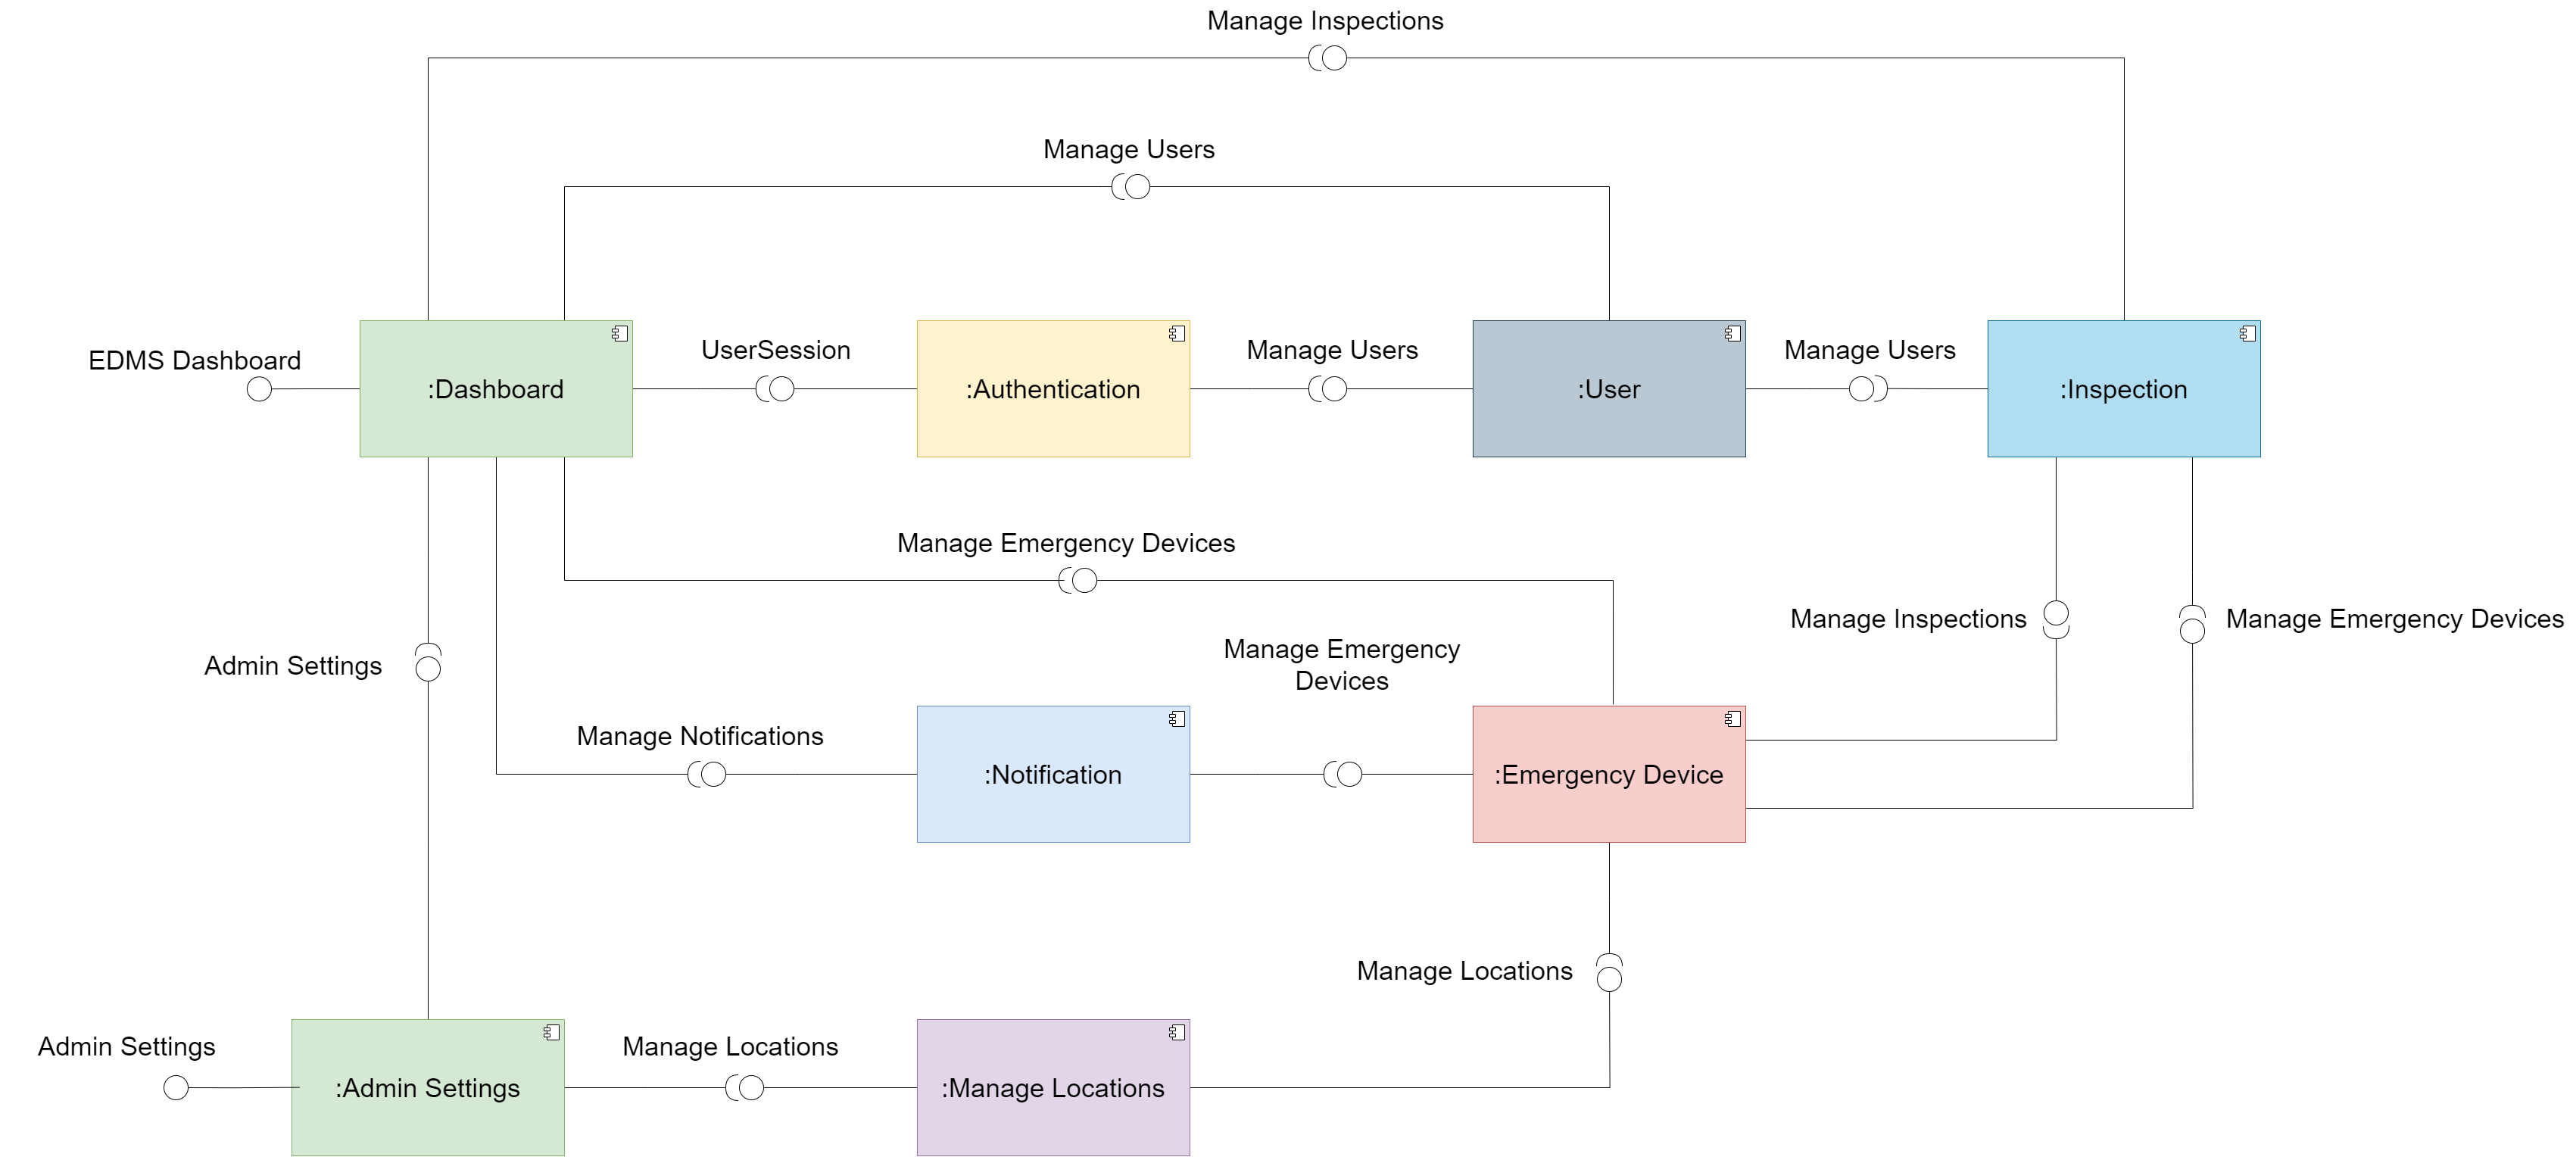 Manage Inspections
Manage Users
EDMS Dashboard
:Dashboard
UserSession
:Authentication
Manage Users
:User
Manage Users
:Inspection
Manage Emergency Devices
Manage Inspections
Manage Emergency Devices
Admin Settings
Manage Emergency
Devices
Manage Notifications
:Notification
:Emergency Device
Manage Locations
Admin Settings
:Admin Settings
Manage Locations
:Manage Locations